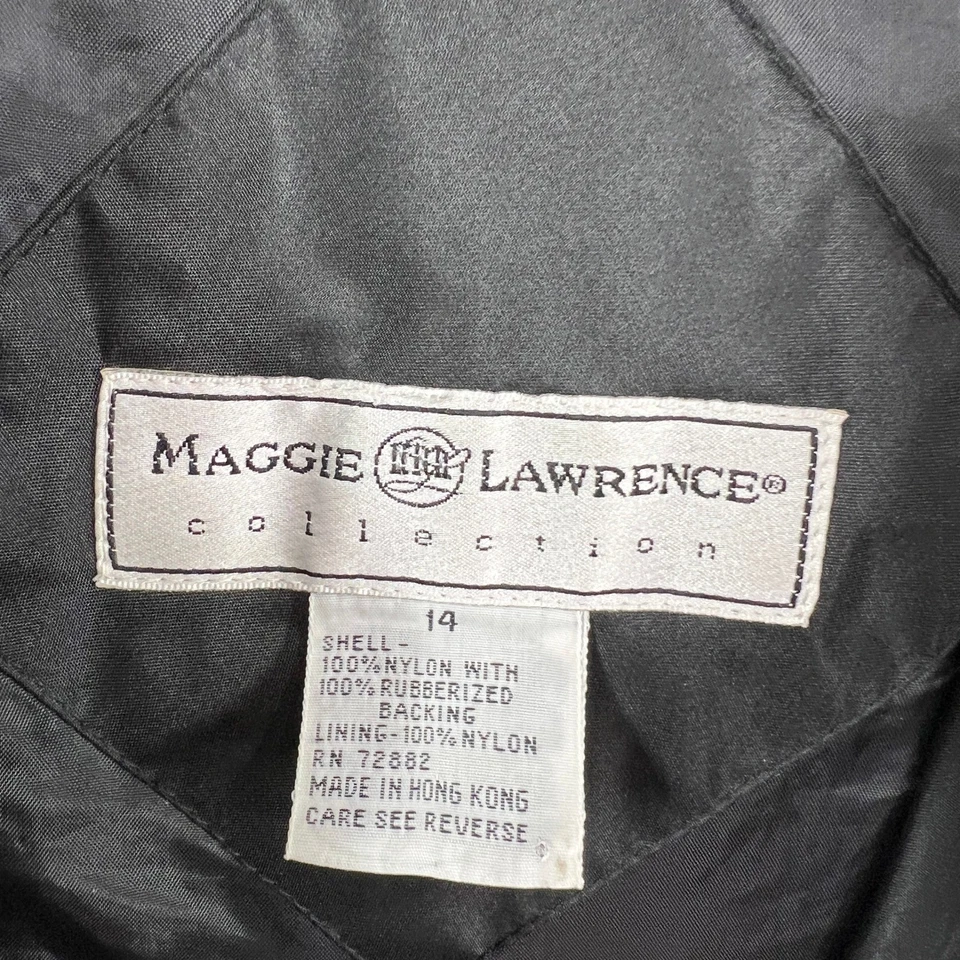 MAGGIE LAWRENCE®
collection
14
SHELL-
100% NYLON WITH
100% RUBBERIZED
BACKING
LINING-100% NYLON
RN 72882
MADE IN HONG KONG
CARE SEE REVERSE